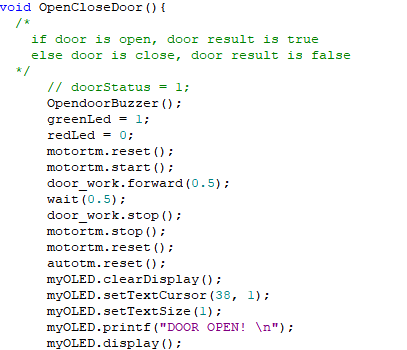 void OpenCloseDoor(){
/*
if door is open, door result is true
else door is close, door result is false
*/
// doorStatus = 1;
OpendoorBuzzer();
greenLed = 1;
redLed = 0;
motortm.reset();
motortm.start();
door_work.forward(0.5);
wait(0.5);
door_work.stop();
motortm.stop();
motortm.reset();
autotm.reset();
myOLED.clearDisplay();
myOLED.setTextCursor(38, 1);
myOLED.setTextSize(1);
myOLED.printf("DOOR OPEN! \n");
myOLED.display();